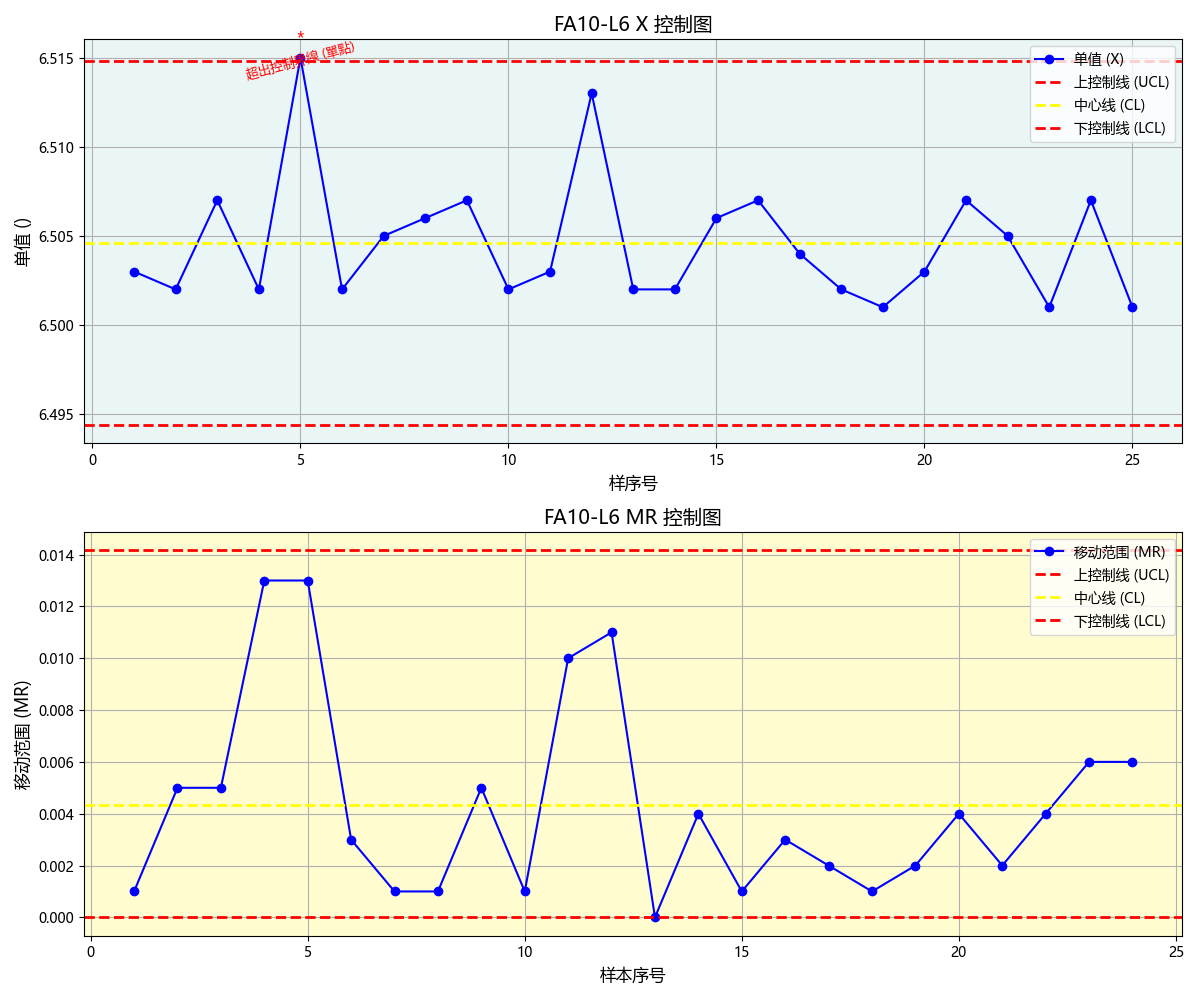 FA10-L6 X 控制图
*
超出控制界線 (單點)
单值 (X)
上控制线 (UCL)
中心线 (CL)
下控制线 (LCL)
单值 ()
6.515
6.510
6.505
6.500
6.495
0 5 10 15 20 25
样序号
FA10-L6 MR 控制图
移动范围 (MR)
上控制线 (UCL)
中心线 (CL)
下控制线 (LCL)
移动范围 (MR)
0.014
0.012
0.010
0.008
0.006
0.004
0.002
0.000
0 5 10 15 20 25
样本序号